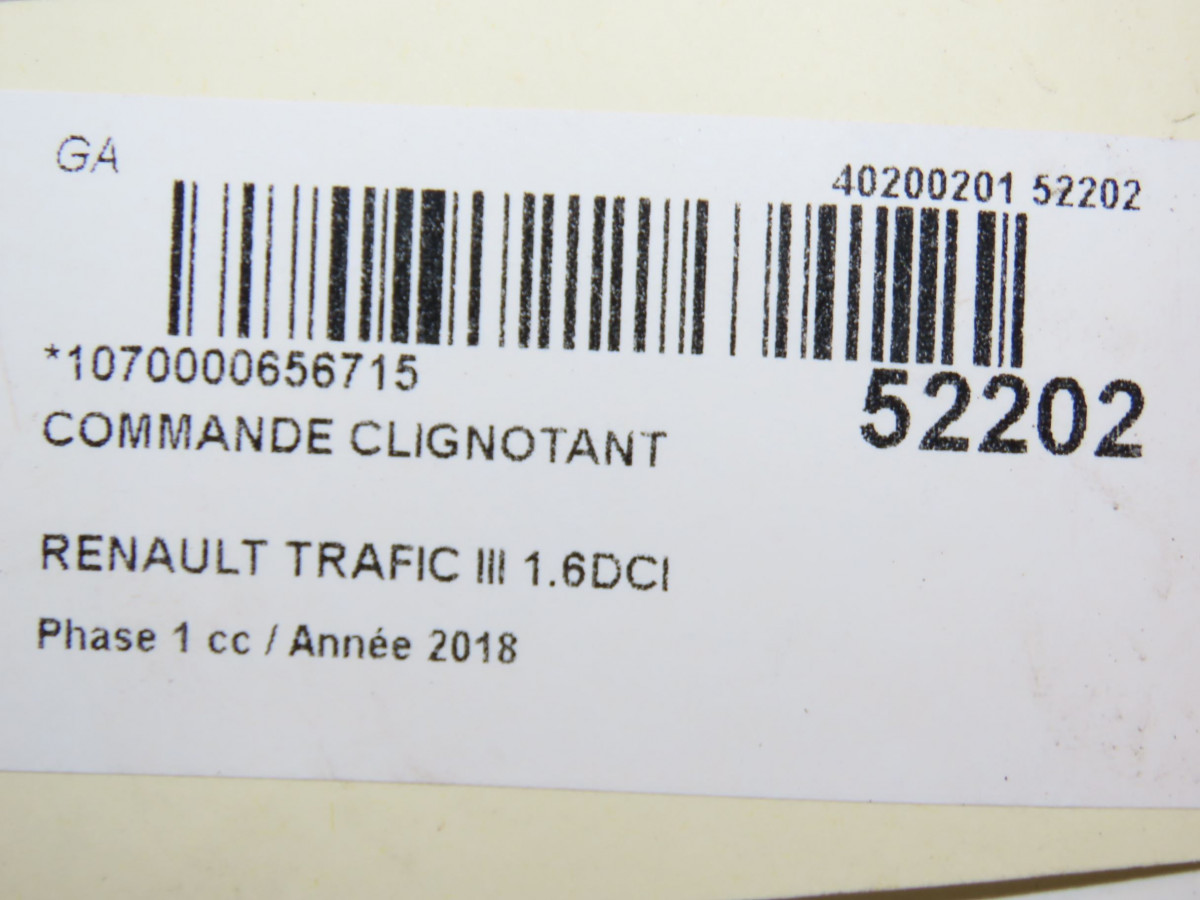 GA
40200201 52202
*1070000656715
52202
COMMANDE CLIGNOTANT
RENAULT TRAFIC III 1.6DCI
Phase 1 cc / Année 2018